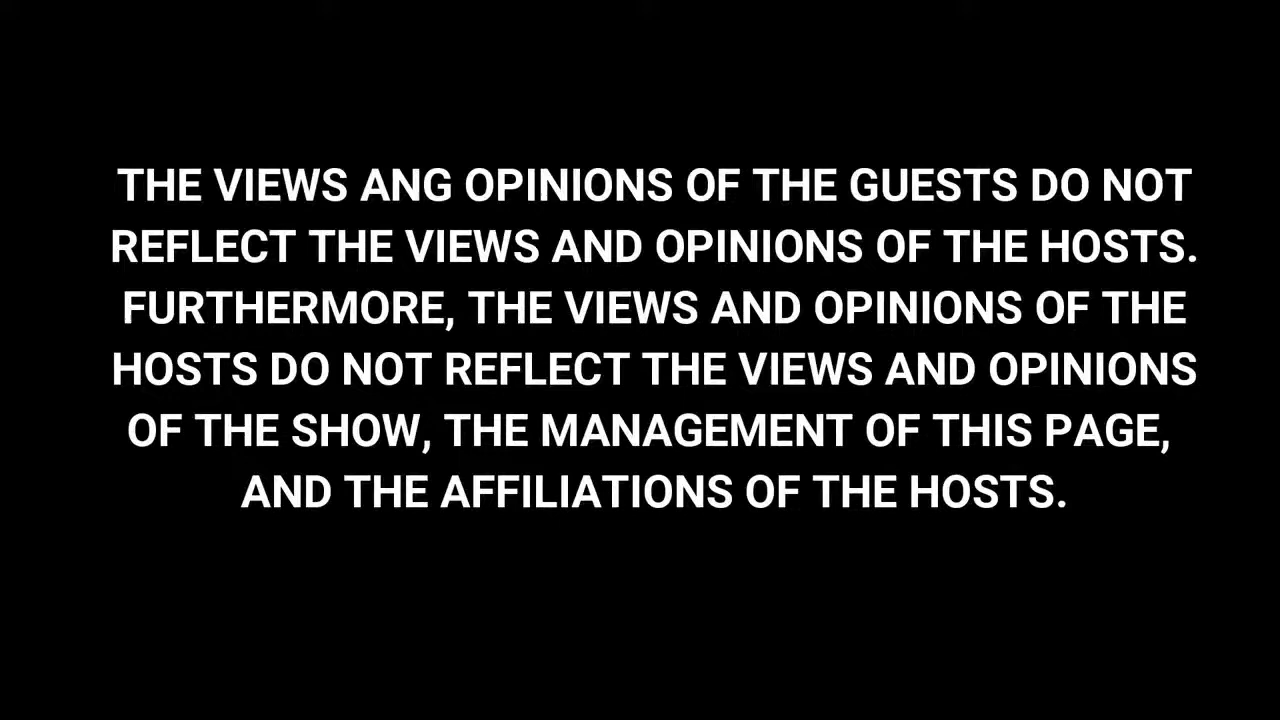 THE VIEWS ANG OPINIONS OF THE GUESTS DO NOT
REFLECT THE VIEWS AND OPINIONS OF THE HOSTS.
FURTHERMORE, THE VIEWS AND OPINIONS OF THE
HOSTS DO NOT REFLECT THE VIEWS AND OPINIONS
OF THE SHOW, THE MANAGEMENT OF THIS PAGE,
AND THE AFFILIATIONS OF THE HOSTS.